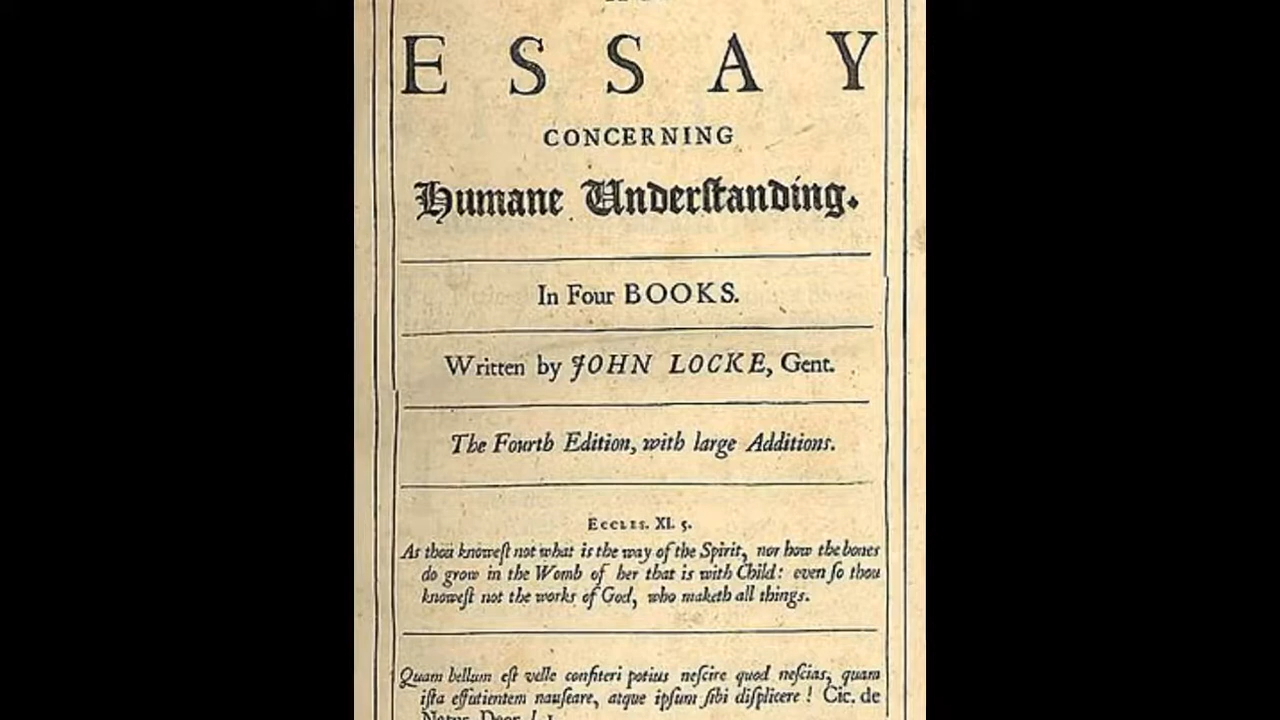 E S S A Y
CONCERNING
Humane Underſtanding.
In Four BOOKS.
Written by JOHN LOCKE, Gent.
The Fourth Edition, with large Additions.
ECCLES. XI. 5.
As thou knoweſt not what is the way of the Spirit, nor how the bones
do grow in the Womb of her that is with Child: even ſo thou
knoweſt not the works of God, who maketh all things.
Quam bellum eſt velle confiteri potius neſcire quod neſcias, quam
iſta effutientem nauſeare, atque ipſum ſibi diſplicere! Cic. de
Natur. Deor. l. 1.